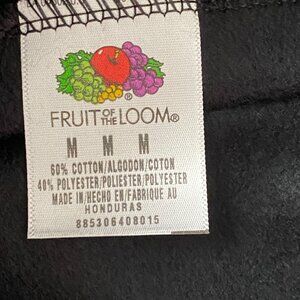 ®
FRUIT OF THE LOOM®
M M M
60% COTTON/ALGODON/COTON
40% POLYESTER/POLIESTER/POLYESTER
MADE IN/HECHO EN/FABRIQUE AU
HONDURAS
885306408015